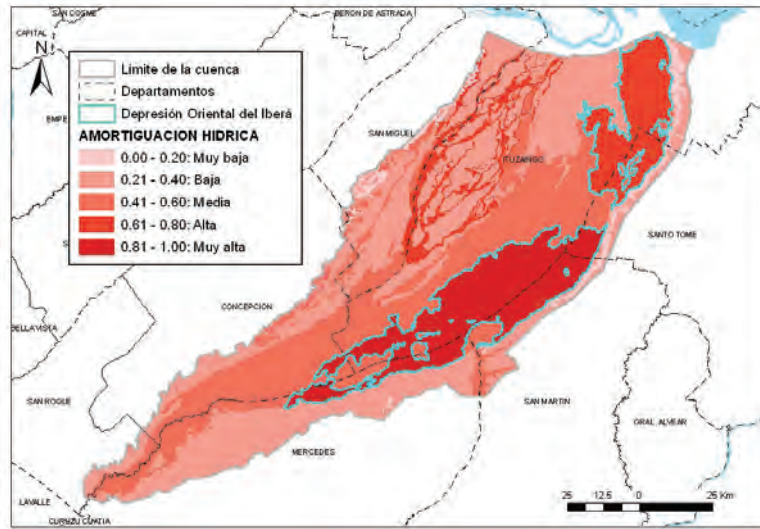 SAN COSME
BERON DE ASTRADA
CAPITAL
N
Límite de la cuenca
Departamentos
Depresión Oriental del Iberá
AMORTIGUACION HIDRICA
0.00 - 0.20: Muy baja
0.21 - 0.40: Baja
0.41 - 0.60: Media
0.61 - 0.80: Alta
0.81 - 1.00: Muy alta
EMPE
SAN MIGUEL
ITUZAINGO
SANTO TOME
CONCEPCION
BELLA VISTA
SAN ROQUE
SAN MARTIN
GRAL. ALVEAR
MERCEDES
LAVALLE
CURUZU CUATIA
25 12.5 0 25 Km